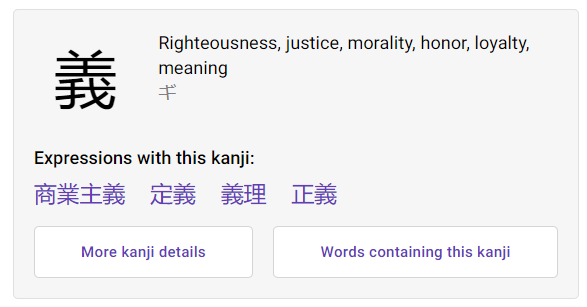 義
Righteousness, justice, morality, honor, loyalty,
meaning
ギ
Expressions with this kanji:
商業主義 定義 義理 正義
More kanji details
Words containing this kanji